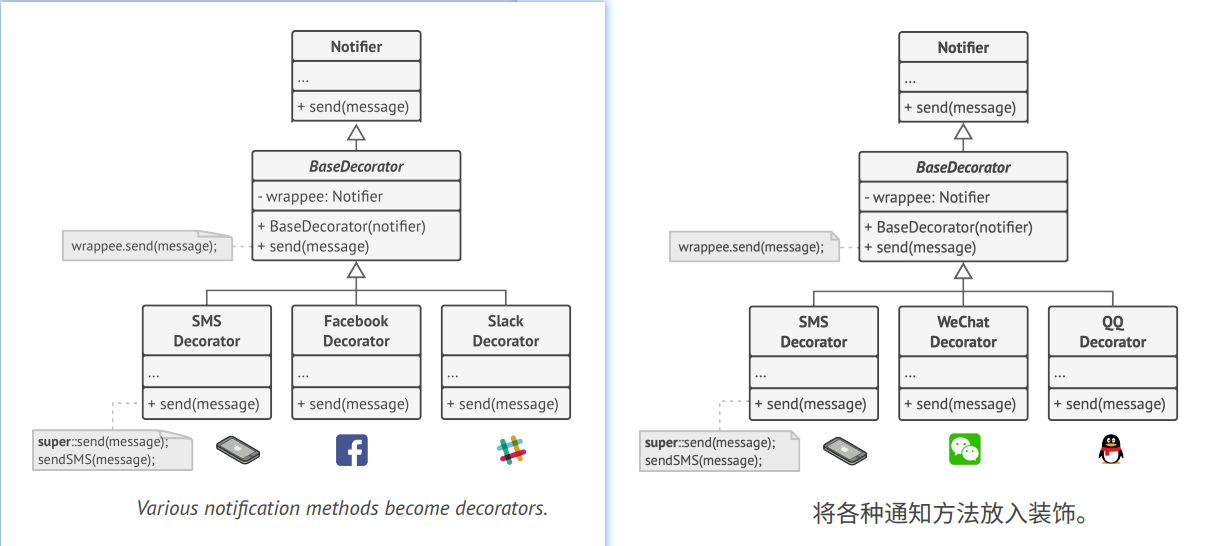 Notifier
...
+ send(message)
BaseDecorator
- wrappee: Notifier
+ BaseDecorator(notifier)
+ send(message)
wrappee.send(message);
SMS
Decorator
...
+ send(message)
Facebook
Decorator
...
+ send(message)
Slack
Decorator
...
+ send(message)
super::send(message);
sendSMS(message);
Various notification methods become decorators.
Notifier
...
+ send(message)
BaseDecorator
- wrappee: Notifier
+ BaseDecorator(notifier)
+ send(message)
wrappee.send(message);
SMS
Decorator
...
+ send(message)
WeChat
Decorator
...
+ send(message)
QQ
Decorator
...
+ send(message)
super::send(message);
sendSMS(message);
将各种通知方法放入装饰。